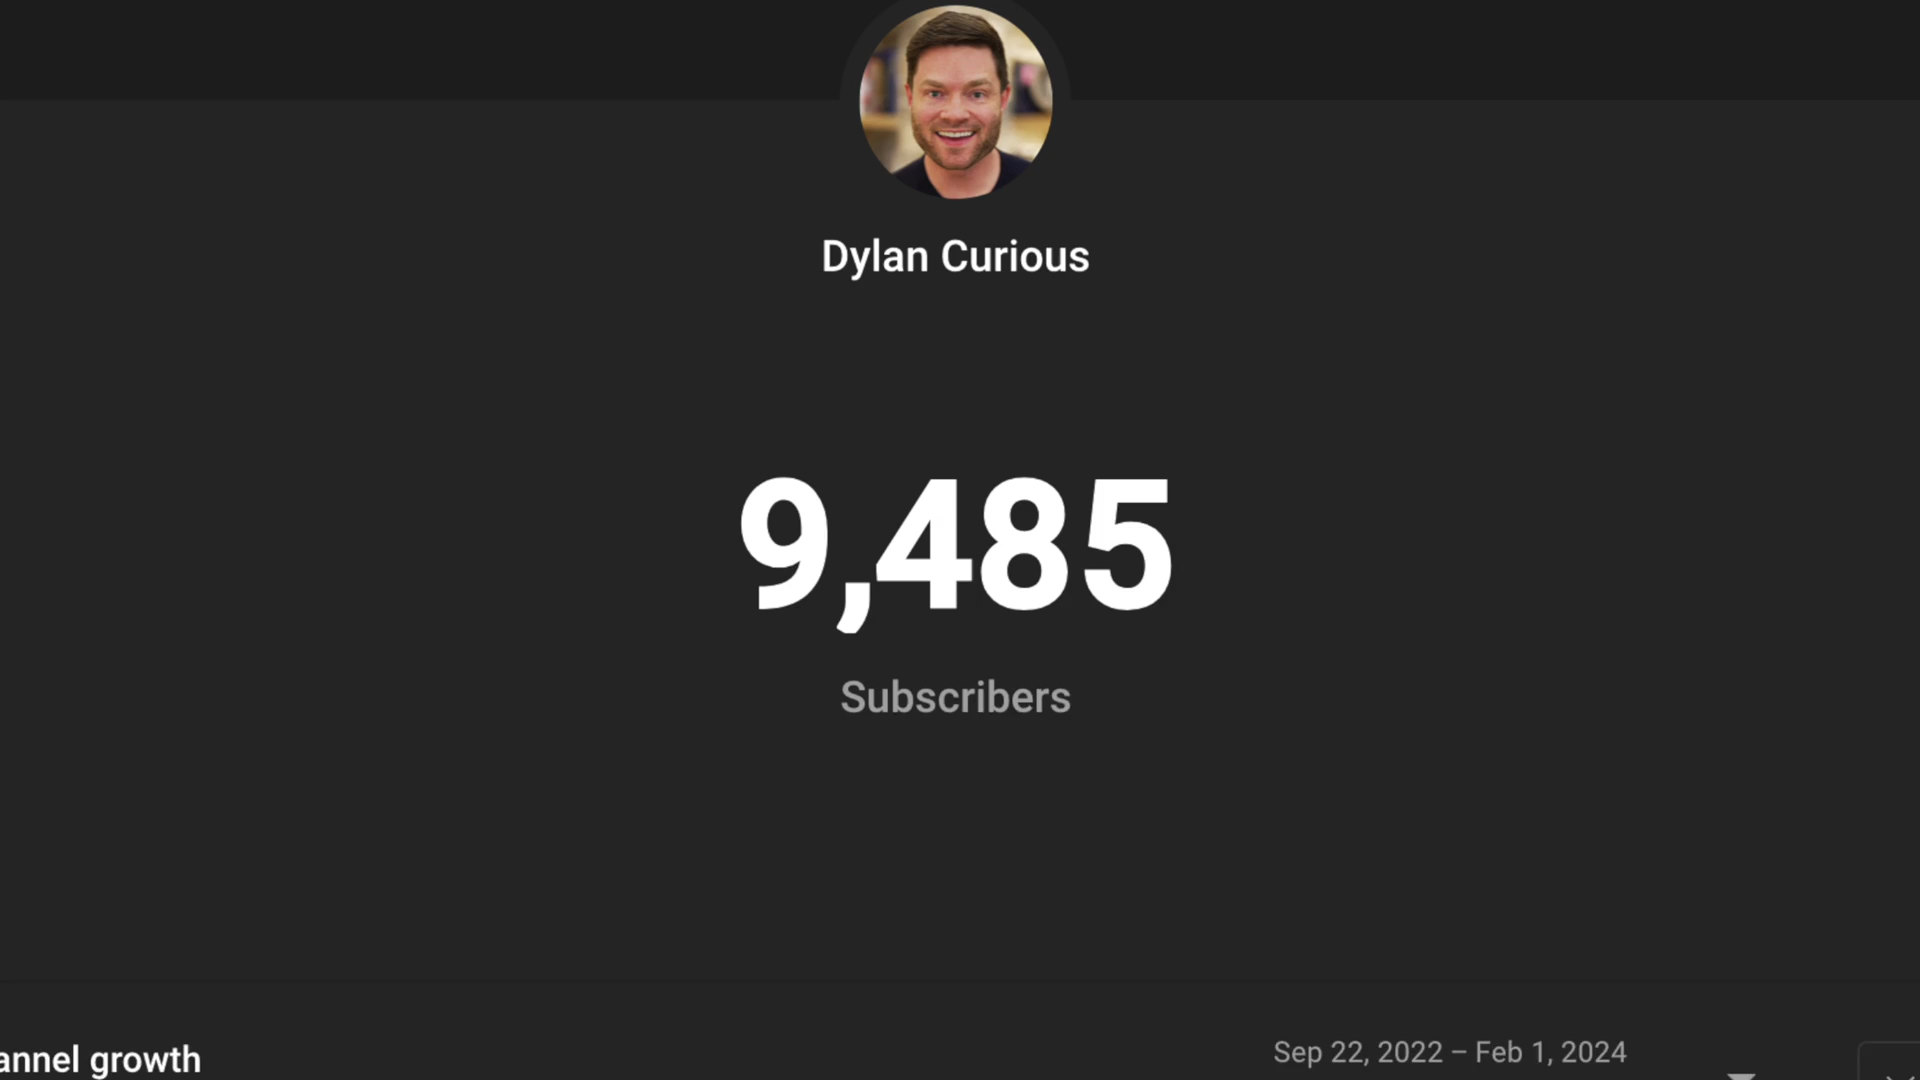 Dylan Curious
9,485
Subscribers
annel growth
Sep 22, 2022 – Feb 1, 2024